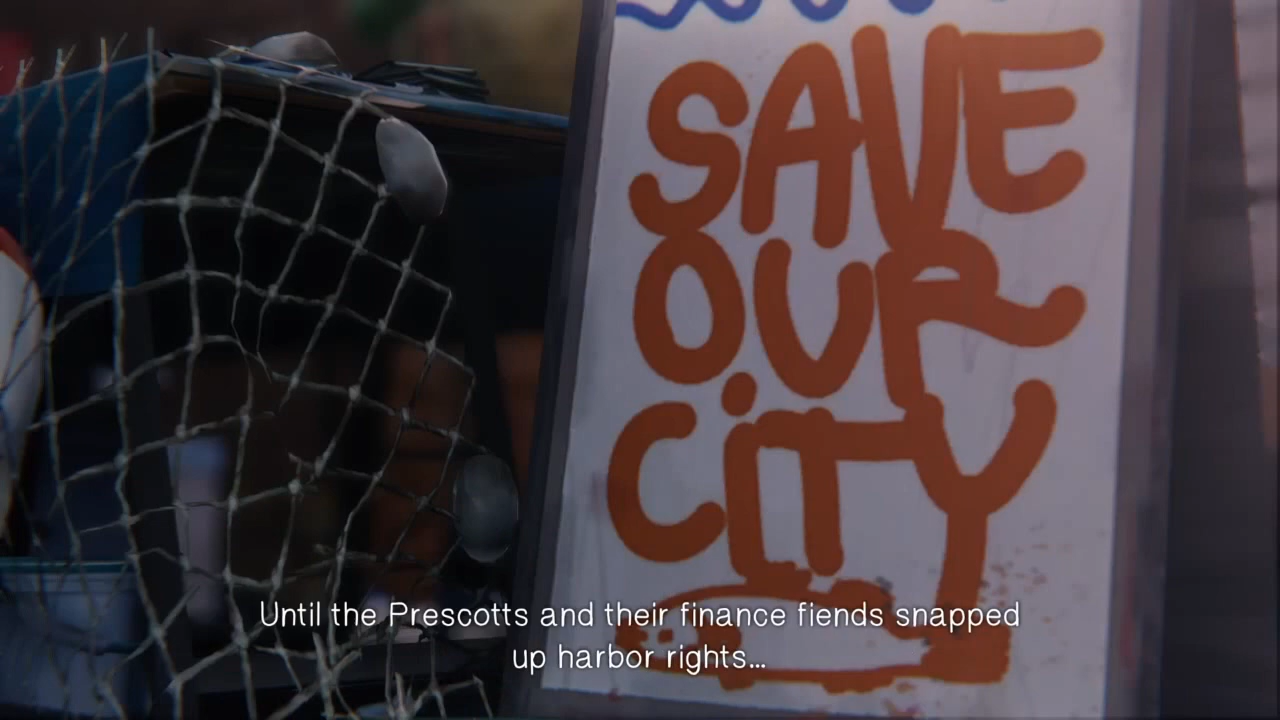 SAVE
OUR
CiTY
Until the Prescotts and their finance fiends snapped
up harbor rights...